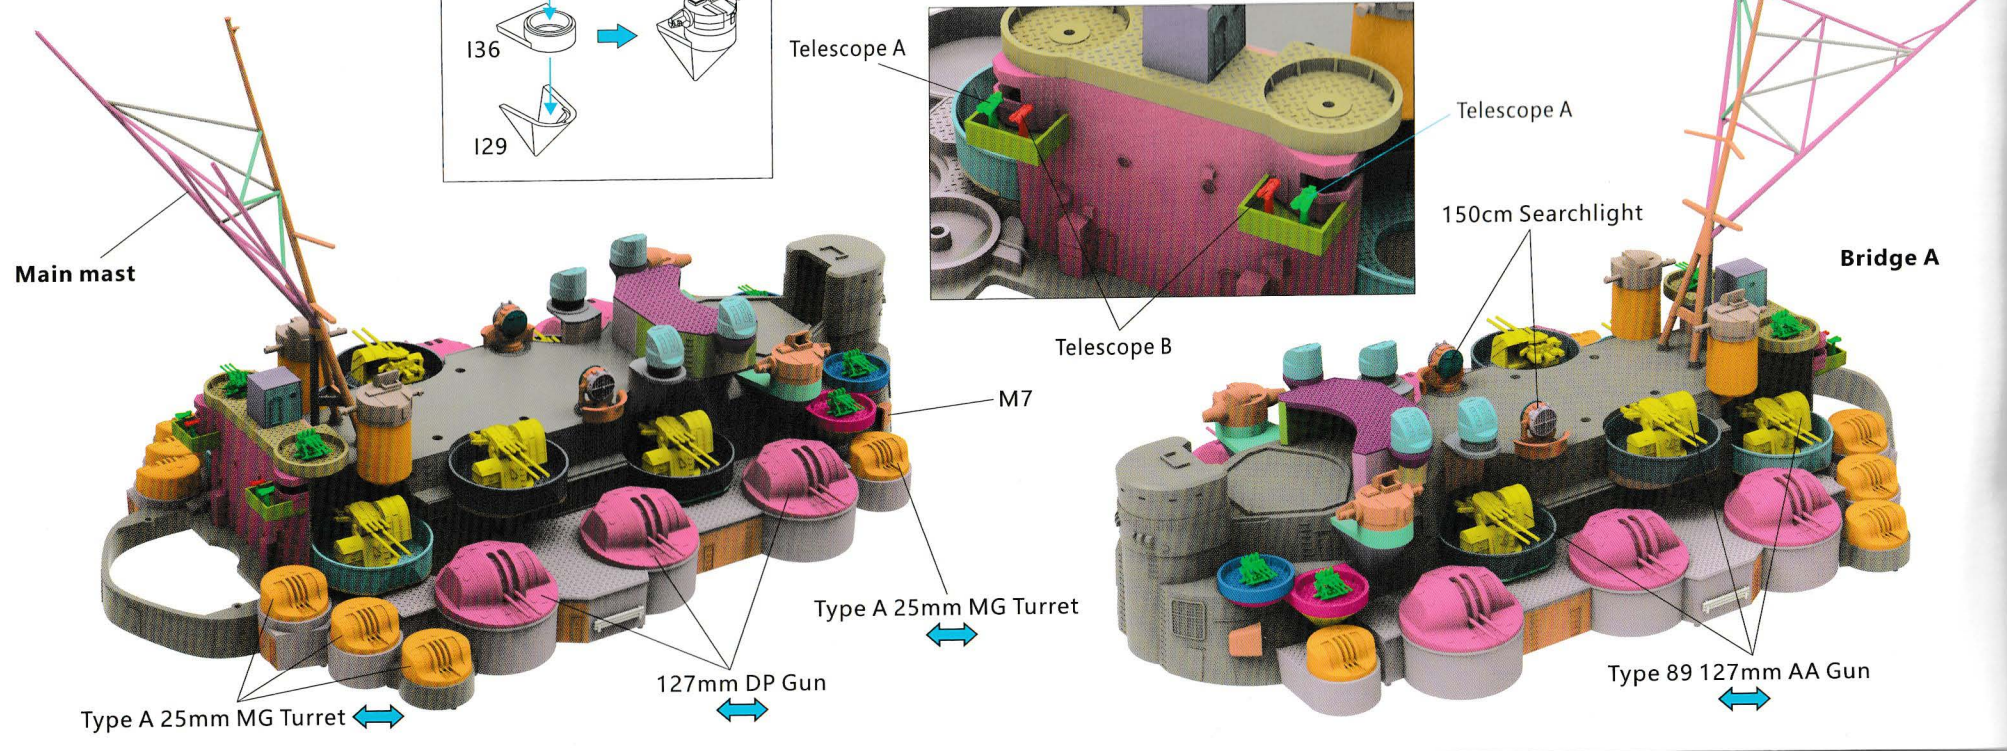 I36
I29
Telescope A
Telescope A
150cm Searchlight
Main mast
Bridge A
Telescope B
M7
Type A 25mm MG Turret
127mm DP Gun
Type 89 127mm AA Gun
Type A 25mm MG Turret